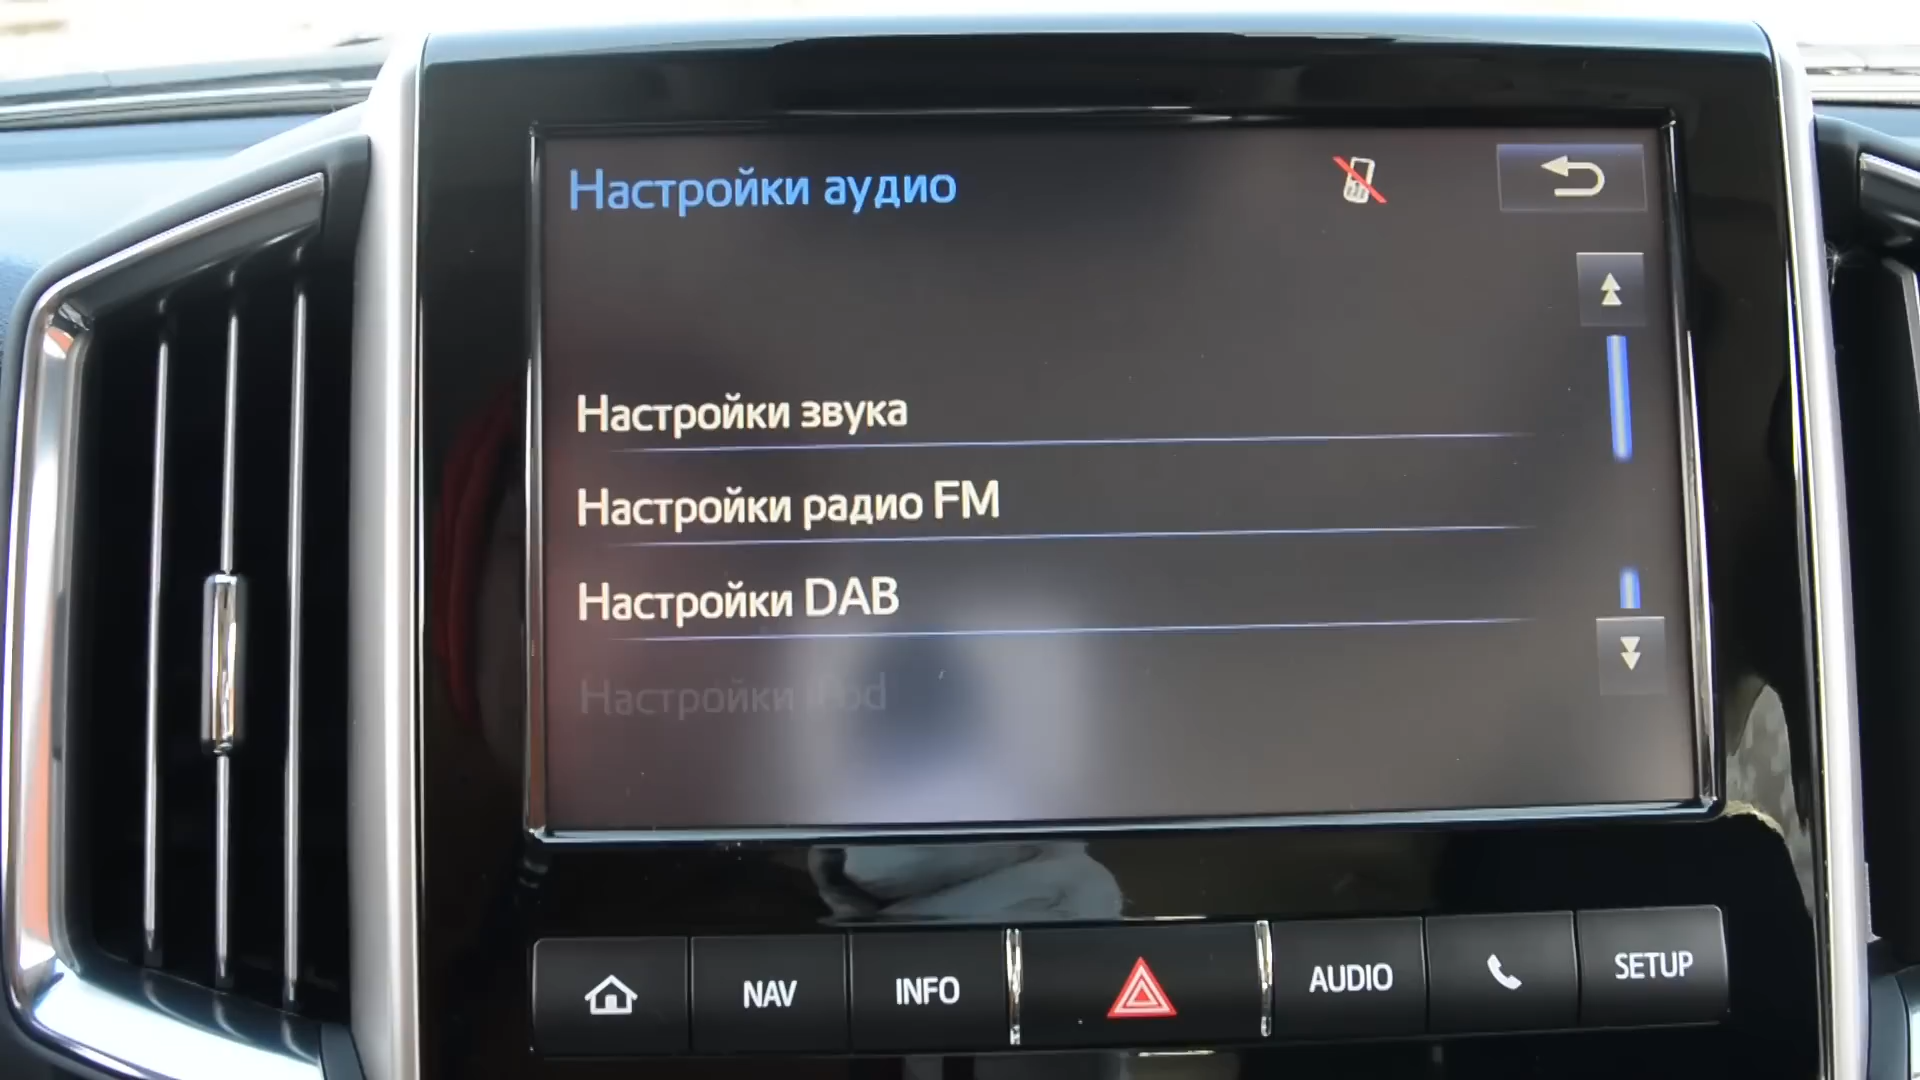 Настройки аудио
Настройки звука
Настройки радио FM
Настройки DAB
Настройки iPod
NAV
INFO
AUDIO
SETUP